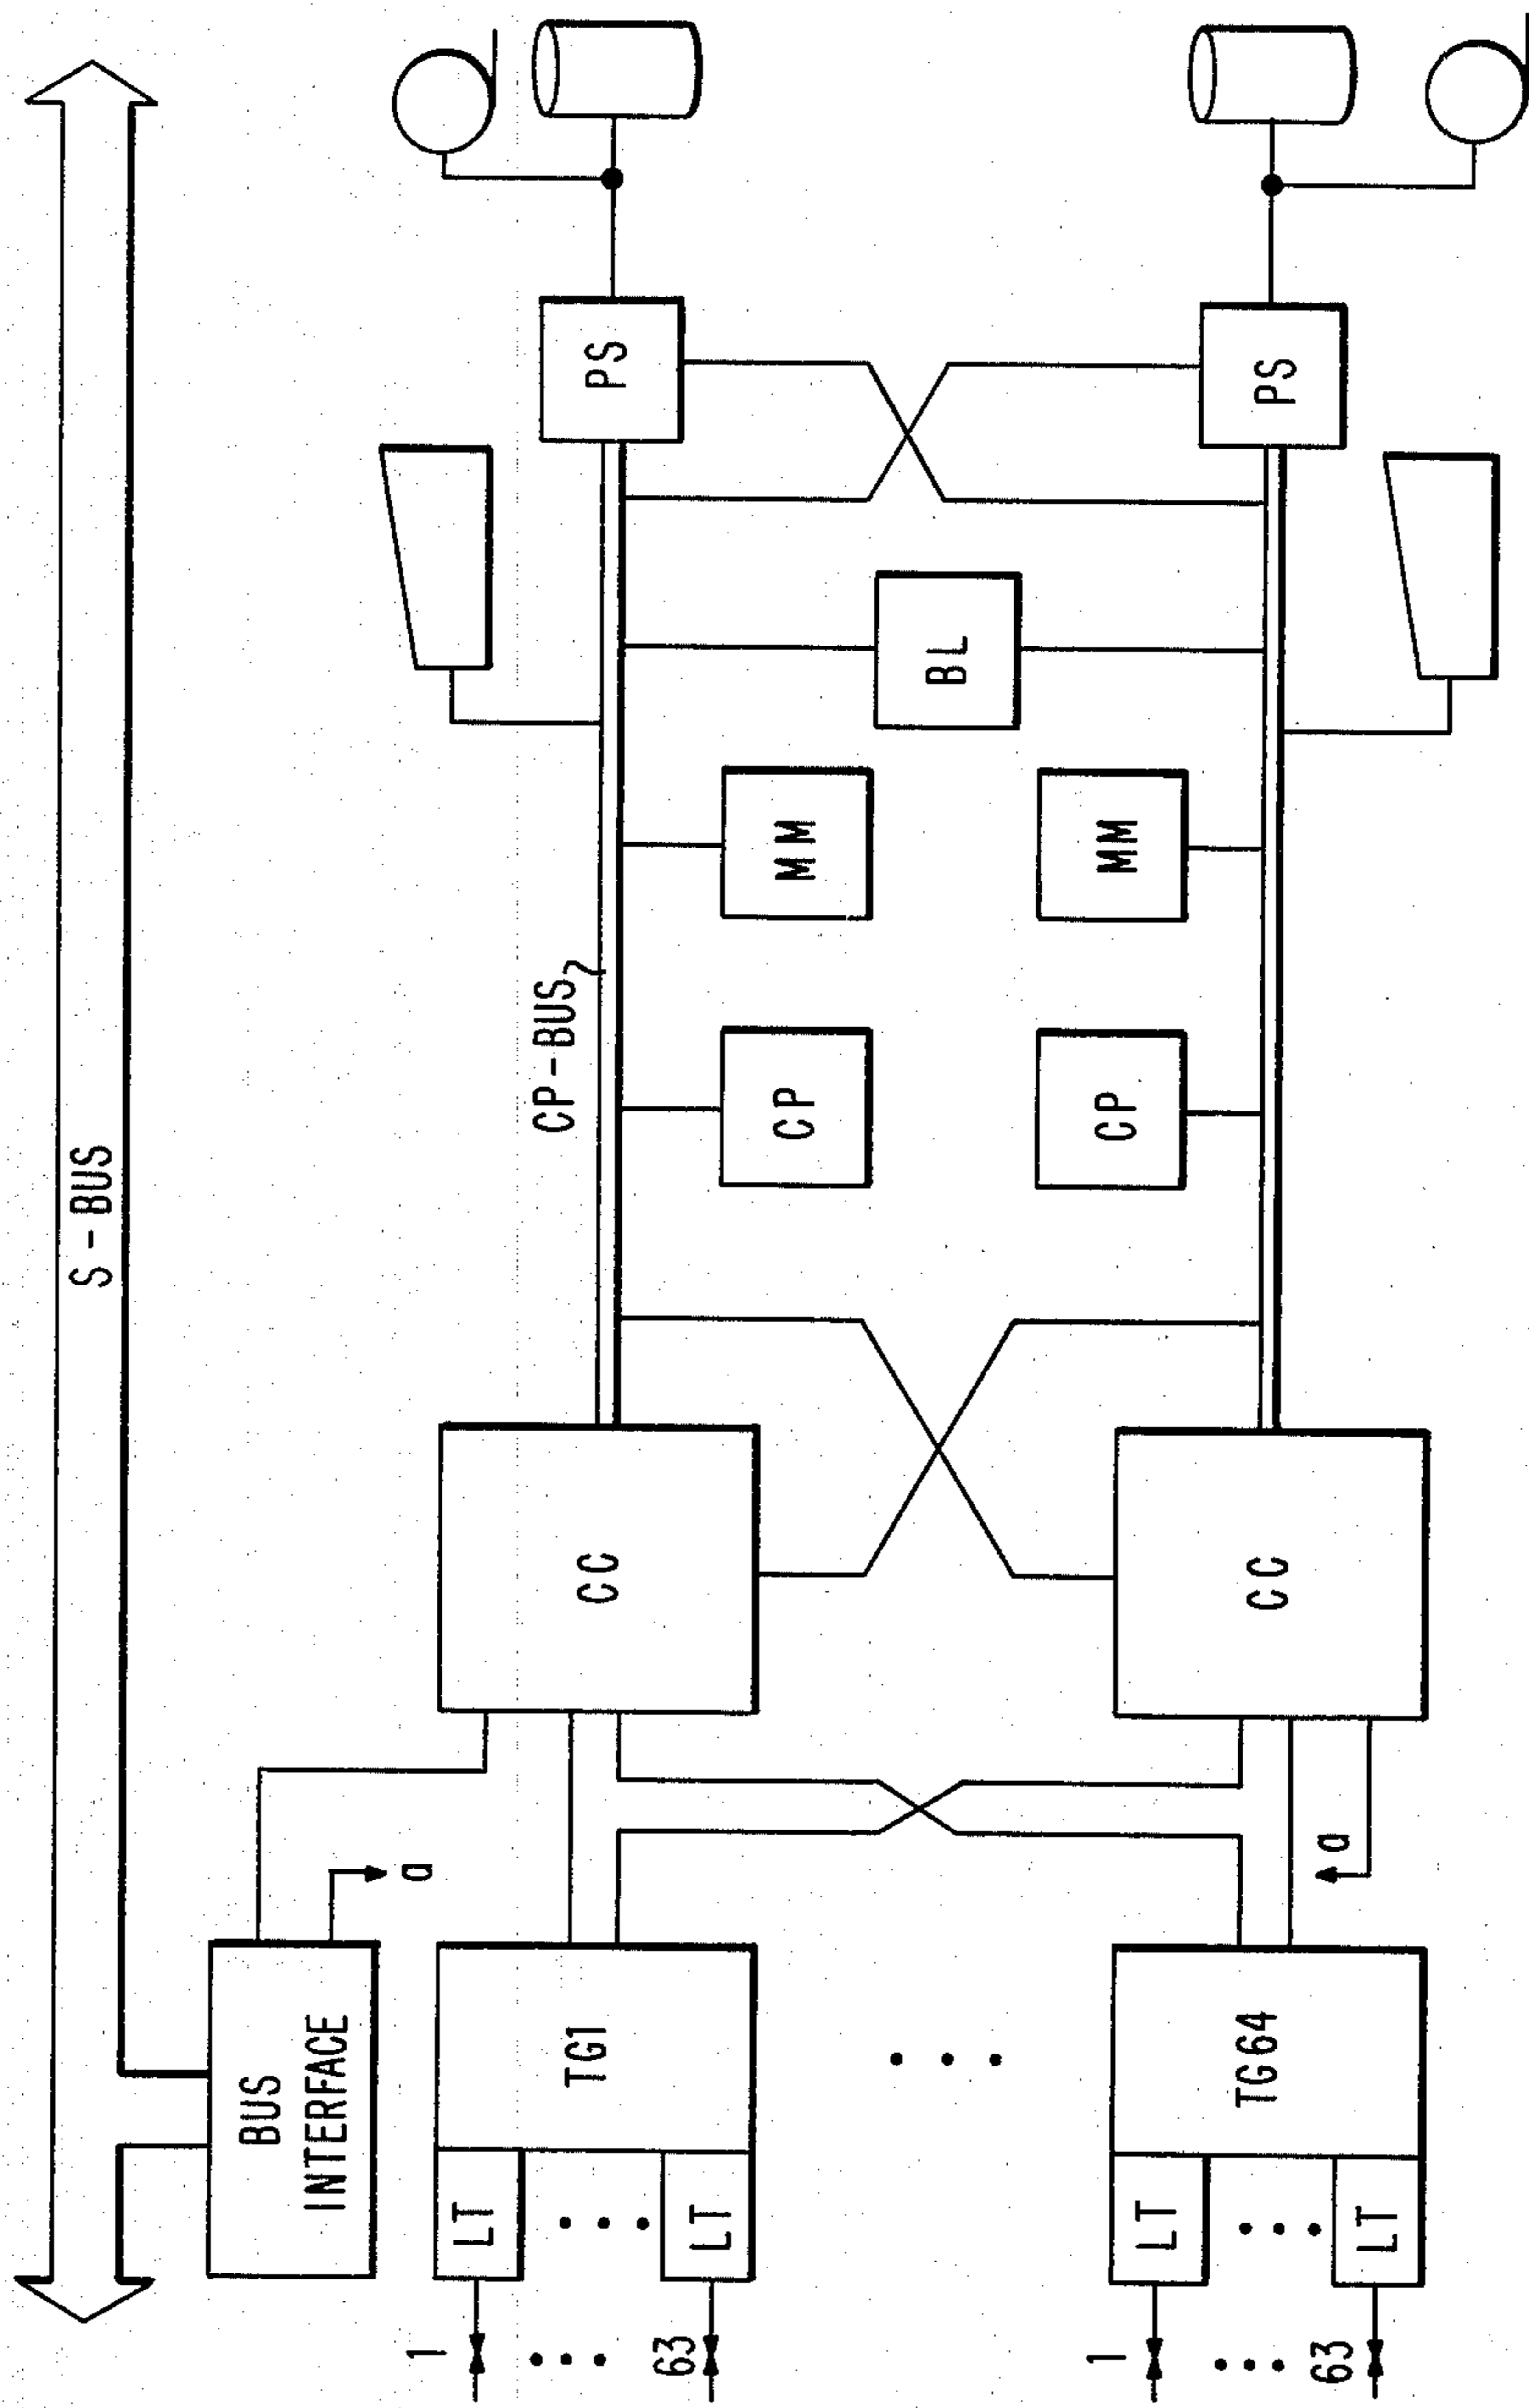 S-BUS
BUS
INTERFACE
a
LT
LT
1
63
TG1
CC
CP-BUS
CP
MM
BL
PS
LT
LT
1
63
TG64
a
CC
CP
MM
PS